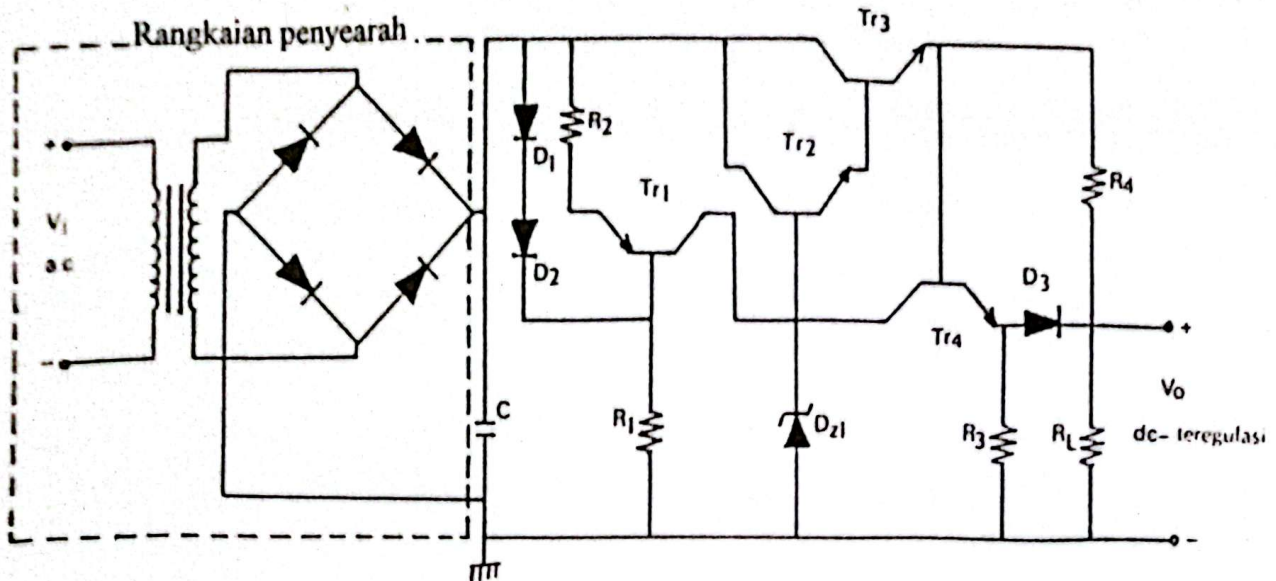 Rangkaian penyearah
Tr3
+
R2
D1
Tr2
Tr1
R4
Vi
ac
D2
D3
+
Tr4
-
Vo
C
R1
Dz1
R3
RL
dc- teregulasi
-